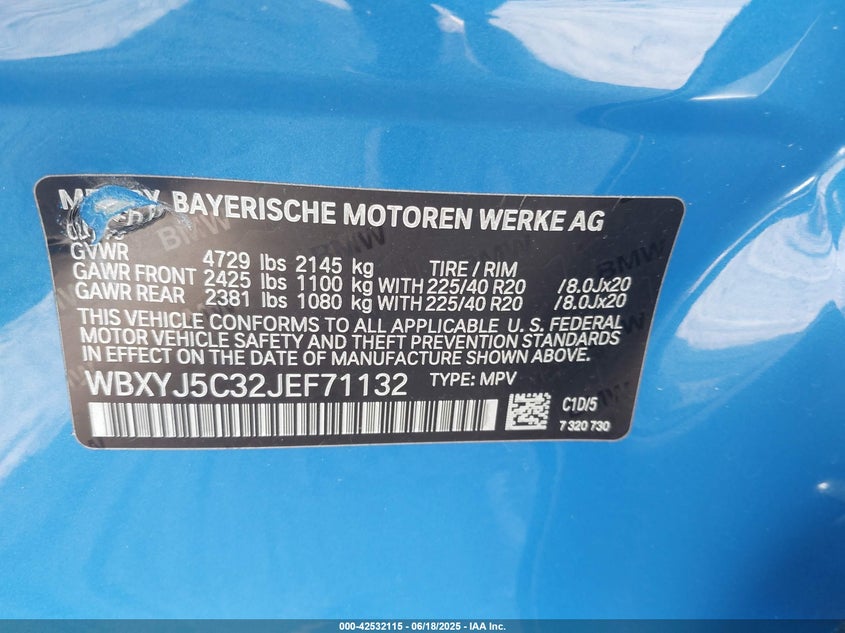 BAYERISCHE MOTOREN WERKE AG
GVWR 4729 lbs 2145 kg TIRE / RIM
GAWR FRONT 2425 lbs 1100 kg WITH 225/40 R20 /8.0Jx20
GAWR REAR 2381 lbs 1080 kg WITH 225/40 R20 /8.0Jx20
THIS VEHICLE CONFORMS TO ALL APPLICABLE U. S. FEDERAL
MOTOR VEHICLE SAFETY AND THEFT PREVENTION STANDARDS
IN EFFECT ON THE DATE OF MANUFACTURE SHOWN ABOVE.
WBXYJ5C32JEF71132 TYPE: MPV
C1D/5
7 320 730
000-42532115 - 06/18/2025 - IAA Inc.